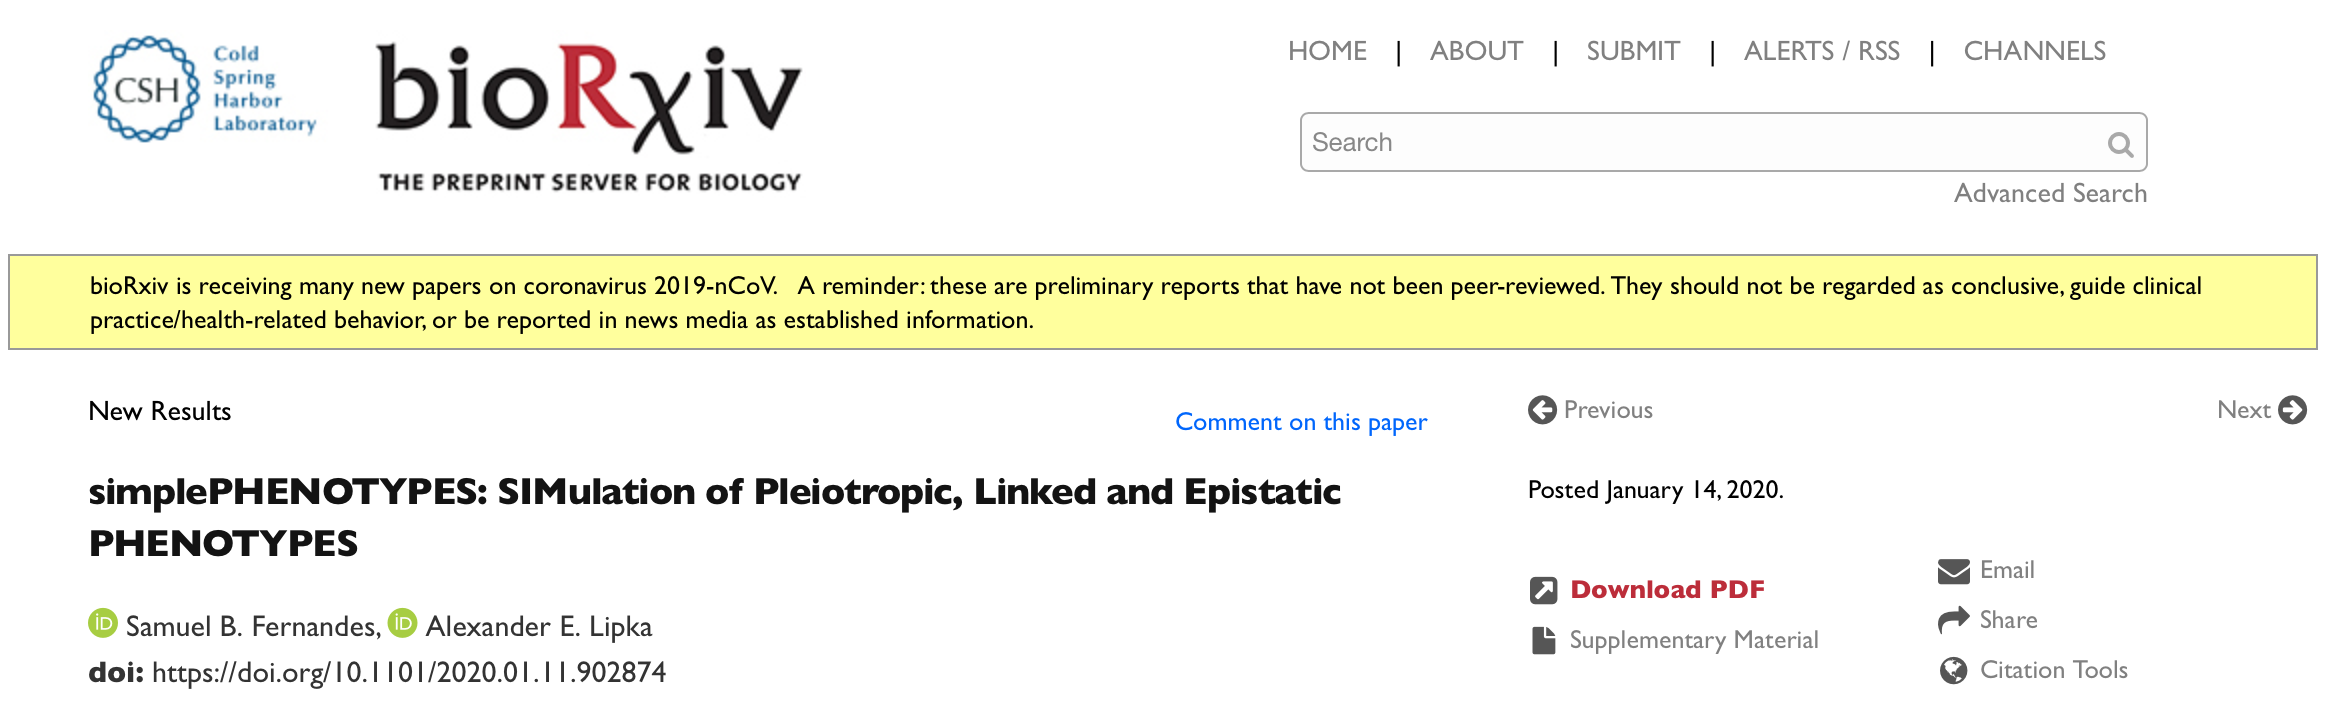 CSH
Cold
Spring
Harbor
Laboratory
bioRxiv
THE PREPRINT SERVER FOR BIOLOGY
HOME | ABOUT | SUBMIT | ALERTS / RSS | CHANNELS
Search
Advanced Search
bioRxiv is receiving many new papers on coronavirus 2019-nCoV. A reminder: these are preliminary reports that have not been peer-reviewed. They should not be regarded as conclusive, guide clinical
practice/health-related behavior, or be reported in news media as established information.
New Results
Comment on this paper
simplePHENOTYPES: SIMulation of Pleiotropic, Linked and Epistatic
PHENOTYPES
iD Samuel B. Fernandes, iD Alexander E. Lipka
doi: https://doi.org/10.1101/2020.01.11.902874
Previous
Next
Posted January 14, 2020.
Download PDF
Supplementary Material
Email
Share
Citation Tools